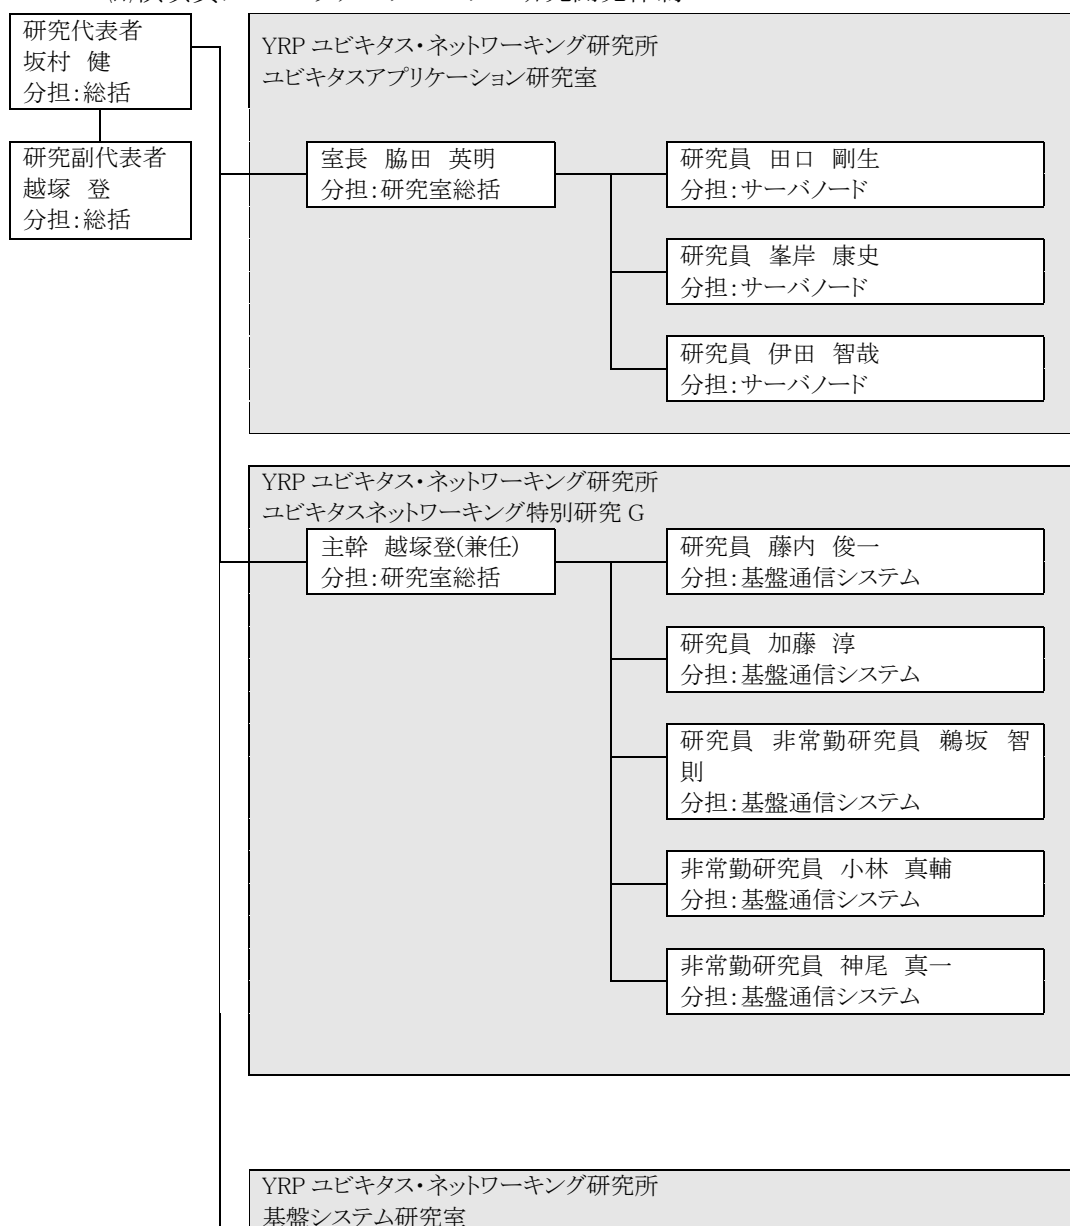 研究代表者
坂村 健
分担:総括
研究副代表者
越塚 登
分担:総括
YRP ユビキタス・ネットワーキング研究所
ユビキタスアプリケーション研究室
室長 脇田 英明
分担:研究室総括
研究員 田口 剛生
分担:サーバノード
研究員 峯岸 康史
分担:サーバノード
研究員 伊田 智哉
分担:サーバノード
YRP ユビキタス・ネットワーキング研究所
ユビキタスネットワーキング特別研究 G
主幹 越塚登(兼任)
分担:研究室総括
研究員 藤内 俊一
分担:基盤通信システム
研究員 加藤 淳
分担:基盤通信システム
研究員 非常勤研究員 鵜坂 智
則
分担:基盤通信システム
非常勤研究員 小林 真輔
分担:基盤通信システム
非常勤研究員 神尾 真一
分担:基盤通信システム
YRP ユビキタス・ネットワーキング研究所
基盤システム研究室